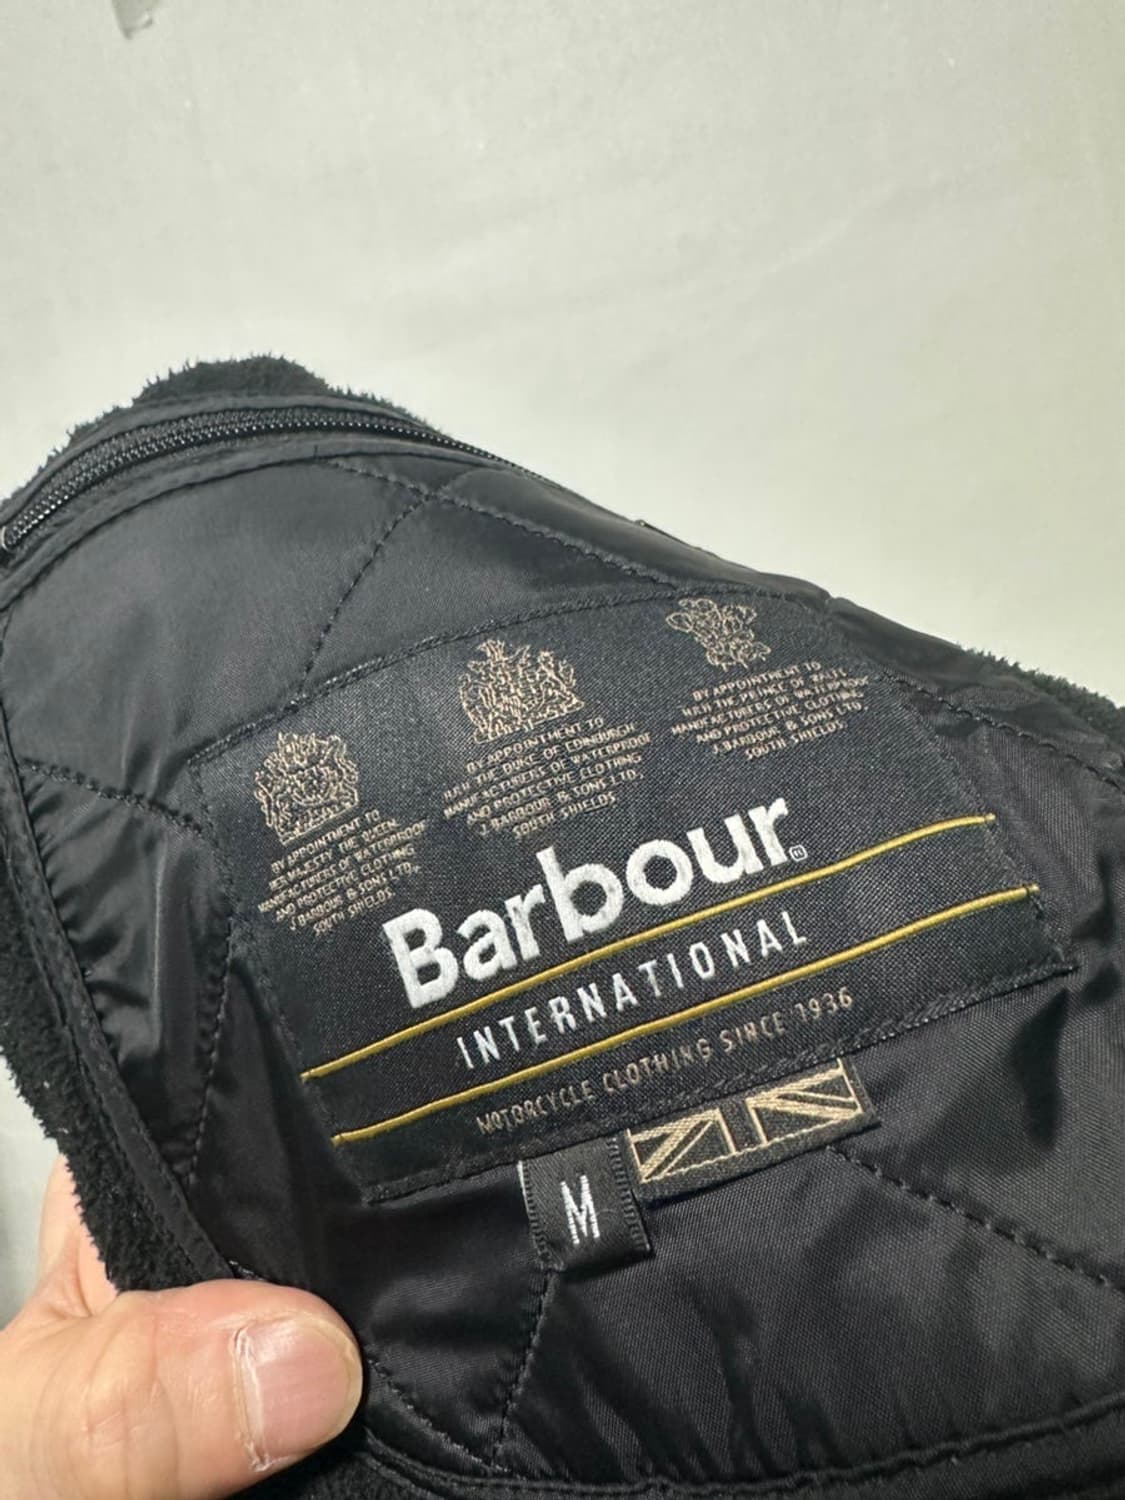 BY APPOINTMENT TO
HER MAJESTY THE QUEEN
MANUFACTURERS OF WATERPROOF
AND PROTECTIVE CLOTHING
J.BARBOUR & SONS LTD.
SOUTH SHIELDS
BY APPOINTMENT TO
H.R.H. THE DUKE OF EDINBURGH
MANUFACTURERS OF WATERPROOF
AND PROTECTIVE CLOTHING
J.BARBOUR & SONS LTD.
SOUTH SHIELDS
BY APPOINTMENT TO
H.R.H THE PRINCE OF WALES
MANUFACTURERS OF WATERPROOF
AND PROTECTIVE CLOTHING
J.BARBOUR & SONS LTD.
SOUTH SHIELDS
Barbour®
INTERNATIONAL
MOTORCYCLE CLOTHING SINCE 1936
M